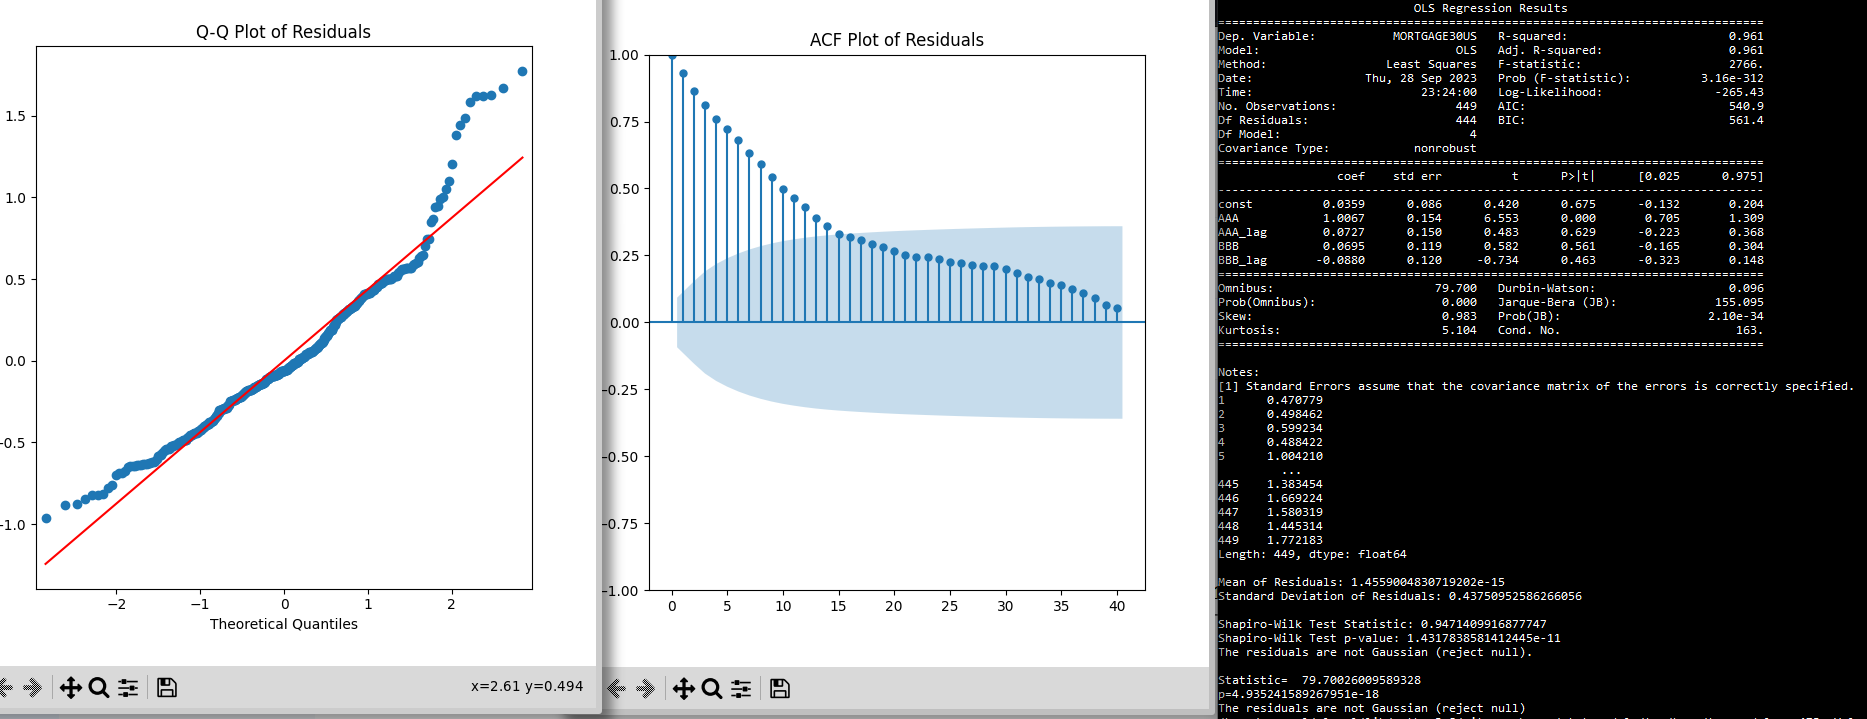 Q-Q Plot of Residuals
1.5
1.0
0.5
0.0
-0.5
-1.0
−2
−1
0
1
2
Theoretical Quantiles
x=2.61 y=0.494
ACF Plot of Residuals
1.00
0.75
0.50
0.25
0.00
−0.25
−0.50
−0.75
−1.00
0
5
10
15
20
25
30
35
40
OLS Regression Results
==============================================================================
Dep. Variable: MORTGAGE30US R-squared: 0.961
Model: OLS Adj. R-squared: 0.961
Method: Least Squares F-statistic: 2766.
Date: Thu, 28 Sep 2023 Prob (F-statistic): 3.16e-312
Time: 23:24:00 Log-Likelihood: -265.43
No. Observations: 449 AIC: 540.9
Df Residuals: 444 BIC: 561.4
Df Model: 4
Covariance Type: nonrobust
==============================================================================
coef std err t P>|t| [0.025 0.975]
------------------------------------------------------------------------------
const 0.0359 0.086 0.420 0.675 -0.132 0.204
AAA 1.0067 0.154 6.553 0.000 0.705 1.309
AAA_lag 0.0727 0.150 0.483 0.629 -0.223 0.368
BBB 0.0695 0.119 0.582 0.561 -0.165 0.304
BBB_lag -0.0880 0.120 -0.734 0.463 -0.323 0.148
==============================================================================
Omnibus: 79.700 Durbin-Watson: 0.096
Prob(Omnibus): 0.000 Jarque-Bera (JB): 155.095
Skew: 0.983 Prob(JB): 2.10e-34
Kurtosis: 5.104 Cond. No. 163.
==============================================================================
Notes:
[1] Standard Errors assume that the covariance matrix of the errors is correctly specified.
1 0.470779
2 0.498462
3 0.599234
4 0.488422
5 1.004210
...
445 1.383454
446 1.669224
447 1.580319
448 1.445314
449 1.772183
Length: 449, dtype: float64
Mean of Residuals: 1.4559004830719202e-15
Standard Deviation of Residuals: 0.43750952586266056
Shapiro-Wilk Test Statistic: 0.9471409916877747
Shapiro-Wilk Test p-value: 1.4317838581412445e-11
The residuals are not Gaussian (reject null).
Statistic= 79.70026009589328
p=4.935241589267951e-18
The residuals are not Gaussian (reject null)